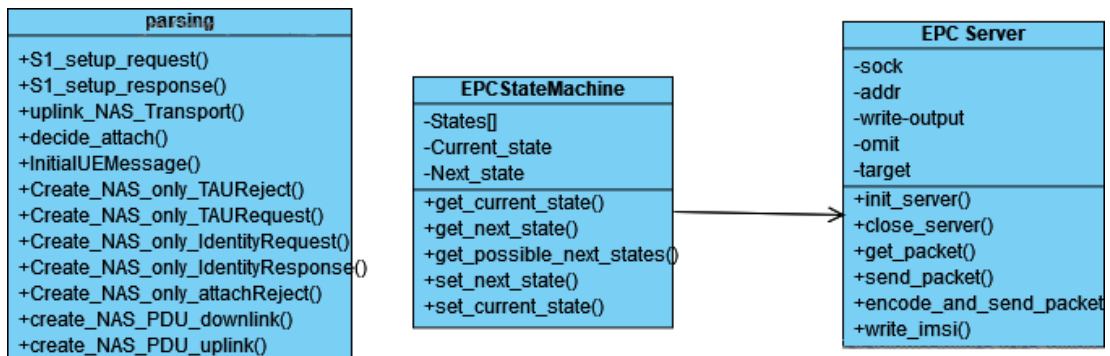 parsing
+S1_setup_request()
+S1_setup_response()
+uplink_NAS_Transport()
+decide_attach()
+InitialUEMessage()
+Create_NAS_only_TAUReject()
+Create_NAS_only_TAURequest()
+Create_NAS_only_IdentityRequest()
+Create_NAS_only_IdentityResponse()
+Create_NAS_only_attachReject()
+create_NAS_PDU_downlink()
+create_NAS_PDU_uplink()
EPCStateMachine
-States[]
-Current_state
-Next_state
+get_current_state()
+get_next_state()
+get_possible_next_states()
+set_next_state()
+set_current_state()
EPC Server
-sock
-addr
-write-output
-omit
-target
+init_server()
+close_server()
+get_packet()
+send_packet()
+encode_and_send_packet
+write_imsi()